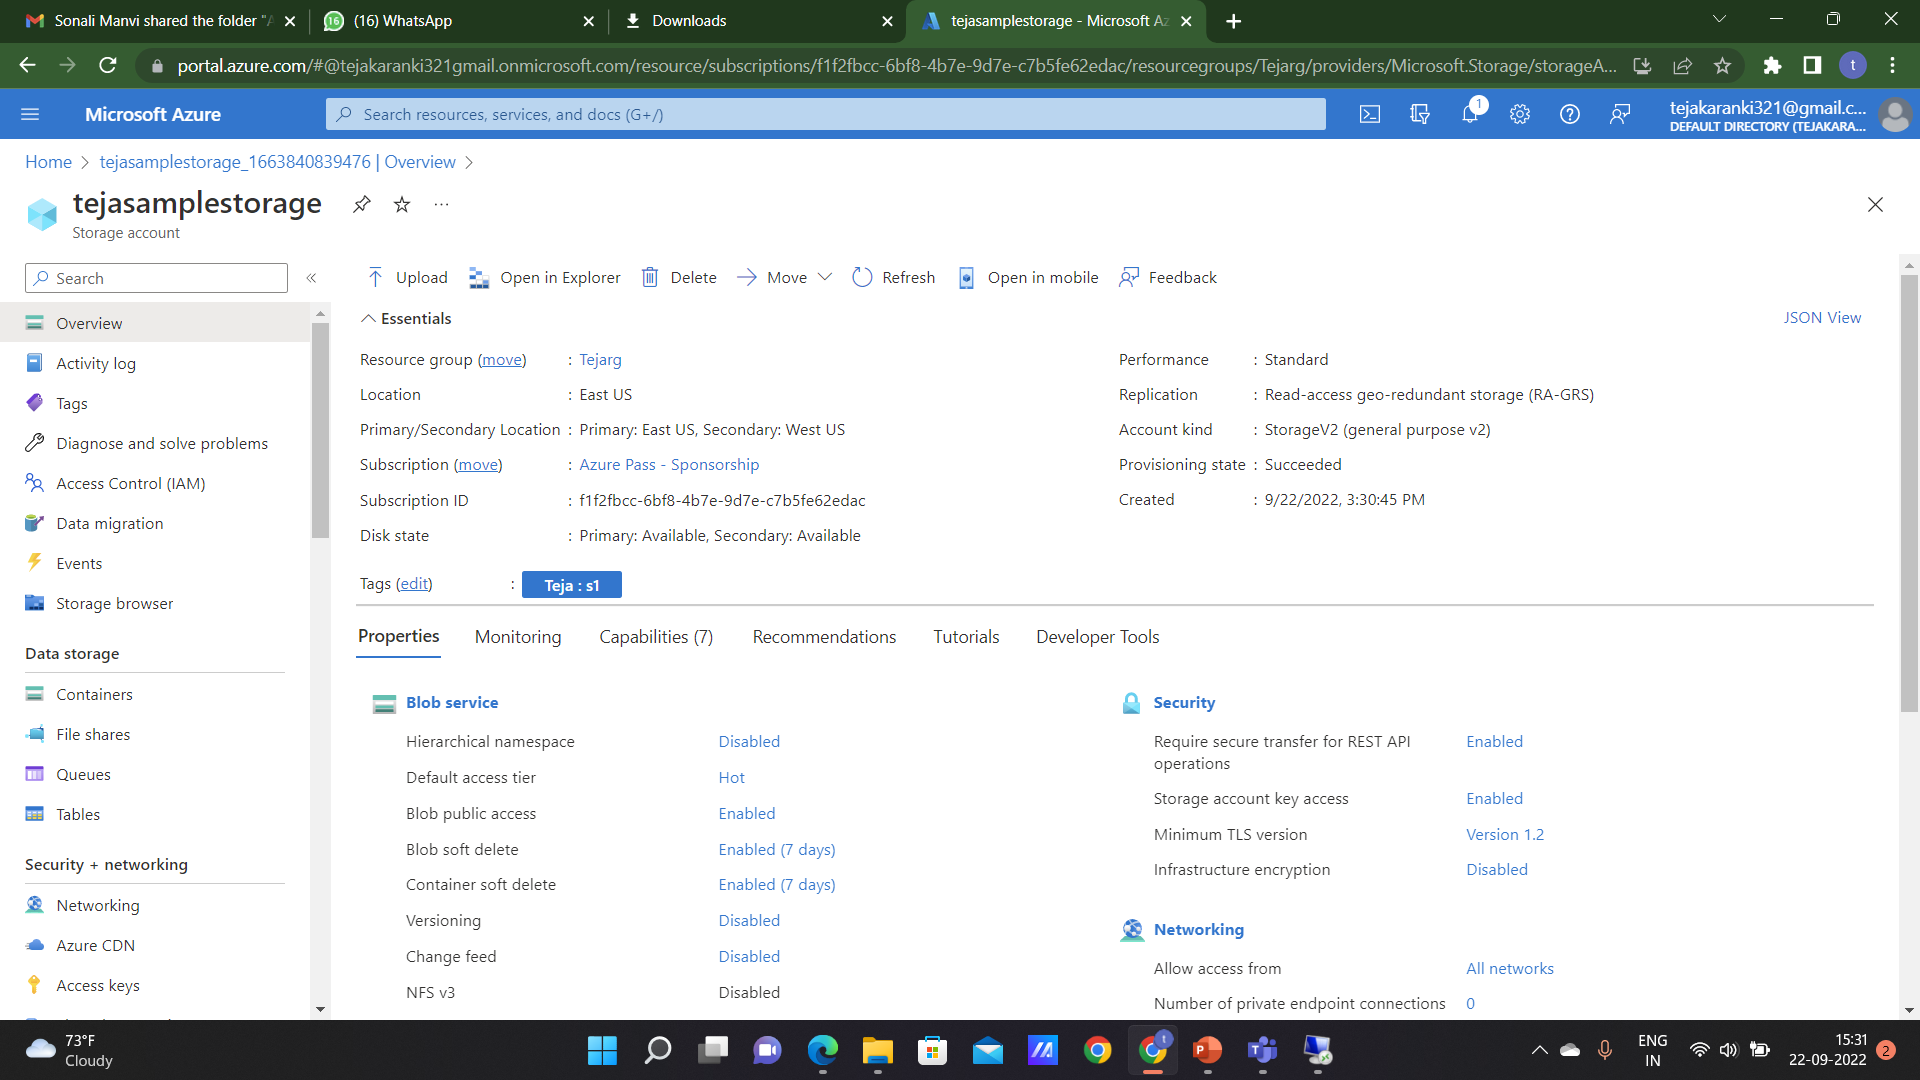 Sonali Manvi shared the folder "A
(16) WhatsApp
Downloads
tejasamplestorage - Microsoft Az
portal.azure.com/#@tejakaranki321gmail.onmicrosoft.com/resource/subscriptions/f1f2fbcc-6bf8-4b7e-9d7e-c7b5fe62edac/resourcegroups/Tejarg/providers/Microsoft.Storage/storageA...
t
Microsoft Azure
Search resources, services, and docs (G+/)
1
tejakaranki321@gmail.c...
DEFAULT DIRECTORY (TEJAKARA...
Home > tejasamplestorage_1663840839476 | Overview >
tejasamplestorage
...
Storage account
Search
«
Upload
Open in Explorer
Delete
Move
Refresh
Open in mobile
Feedback
Overview
Activity log
Tags
Diagnose and solve problems
Access Control (IAM)
Data migration
Events
Storage browser
Data storage
Containers
File shares
Queues
Tables
Security + networking
Networking
Azure CDN
Access keys
Essentials
JSON View
Resource group (move) : Tejarg
Location : East US
Primary/Secondary Location : Primary: East US, Secondary: West US
Subscription (move) : Azure Pass - Sponsorship
Subscription ID : f1f2fbcc-6bf8-4b7e-9d7e-c7b5fe62edac
Disk state : Primary: Available, Secondary: Available
Performance : Standard
Replication : Read-access geo-redundant storage (RA-GRS)
Account kind : StorageV2 (general purpose v2)
Provisioning state : Succeeded
Created : 9/22/2022, 3:30:45 PM
Tags (edit) : Teja : s1
Properties
Monitoring
Capabilities (7)
Recommendations
Tutorials
Developer Tools
Blob service
Hierarchical namespace Disabled
Default access tier Hot
Blob public access Enabled
Blob soft delete Enabled (7 days)
Container soft delete Enabled (7 days)
Versioning Disabled
Change feed Disabled
NFS v3 Disabled
Security
Require secure transfer for REST API Enabled
operations
Storage account key access Enabled
Minimum TLS version Version 1.2
Infrastructure encryption Disabled
Networking
Allow access from All networks
Number of private endpoint connections 0
73°F
Cloudy
t
ENG
IN
15:31
22-09-2022
2